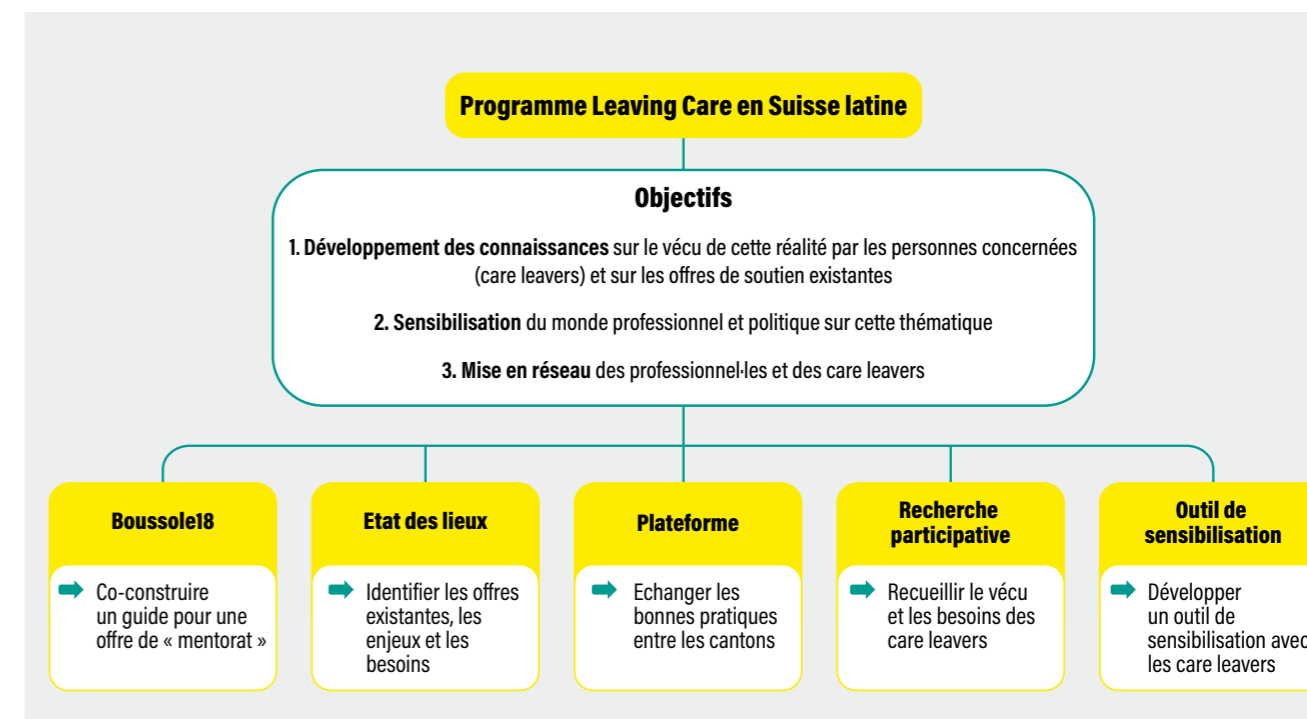 Programme Leaving Care en Suisse latine
Objectifs
1. Développement des connaissances sur le vécu de cette réalité par les personnes concernées
(care leavers) et sur les offres de soutien existantes
2. Sensibilisation du monde professionnel et politique sur cette thématique
3. Mise en réseau des professionnel·les et des care leavers
Boussole18
Co-construire
un guide pour une
offre de « mentorat »
Etat des lieux
Identifier les offres
existantes, les
enjeux et les
besoins
Plateforme
Echanger les
bonnes pratiques
entre les cantons
Recherche
participative
Recueillir le vécu
et les besoins des
care leavers
Outil de
sensibilisation
Développer
un outil de
sensibilisation avec
les care leavers